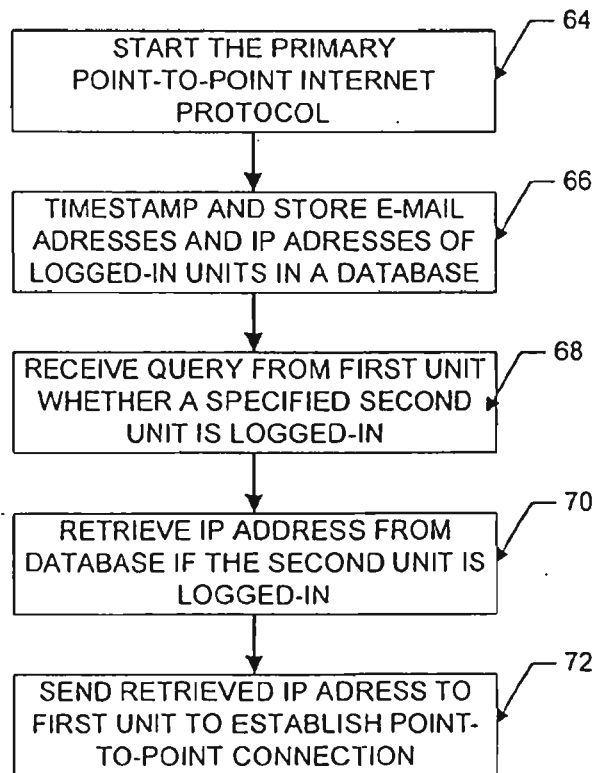 64
START THE PRIMARY
POINT-TO-POINT INTERNET
PROTOCOL
66
TIMESTAMP AND STORE E-MAIL
ADRESSES AND IP ADRESSES OF
LOGGED-IN UNITS IN A DATABASE
68
RECEIVE QUERY FROM FIRST UNIT
WHETHER A SPECIFIED SECOND
UNIT IS LOGGED-IN
70
RETRIEVE IP ADDRESS FROM
DATABASE IF THE SECOND UNIT IS
LOGGED-IN
72
SEND RETRIEVED IP ADRESS TO
FIRST UNIT TO ESTABLISH POINT-
TO-POINT CONNECTION